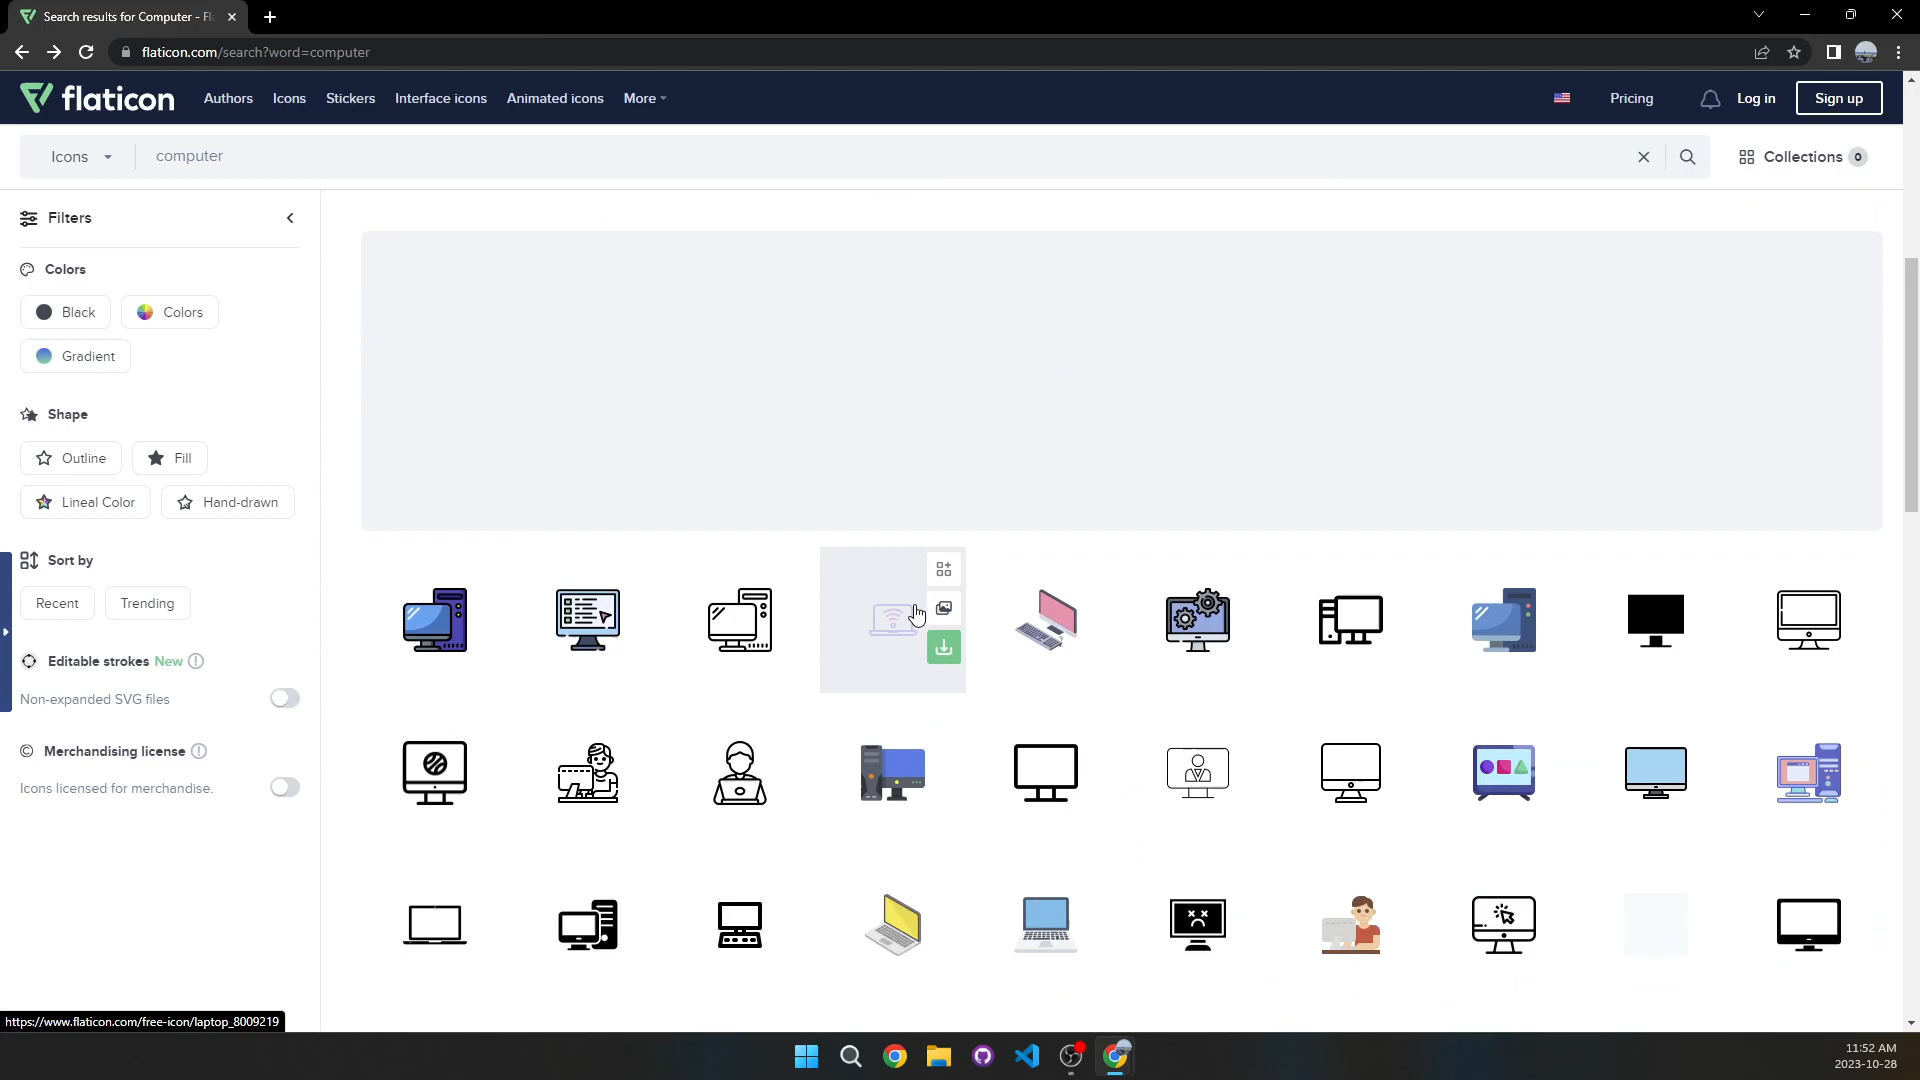 Search results for Computer - Fl
flaticon.com/search?word=computer
flaticon
Authors
Icons
Stickers
Interface icons
Animated icons
More
Pricing
Log in
Sign up
Icons
computer
Collections 0
Filters
Colors
Black
Colors
Gradient
Shape
Outline
Fill
Lineal Color
Hand-drawn
Sort by
Recent
Trending
Editable strokes New
Non-expanded SVG files
Merchandising license
Icons licensed for merchandise.
https://www.flaticon.com/free-icon/laptop_8009219
11:52 AM
2023-10-28